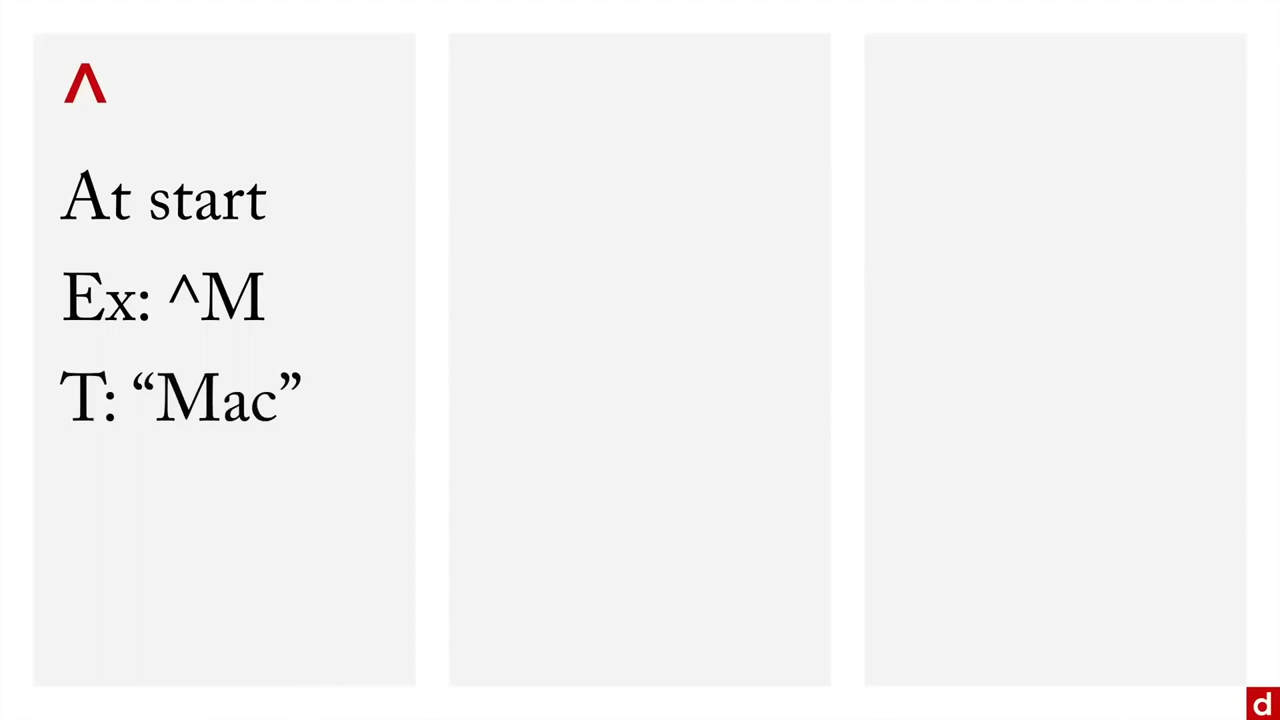 ^
At start
Ex: ^M
T: “Mac”
d